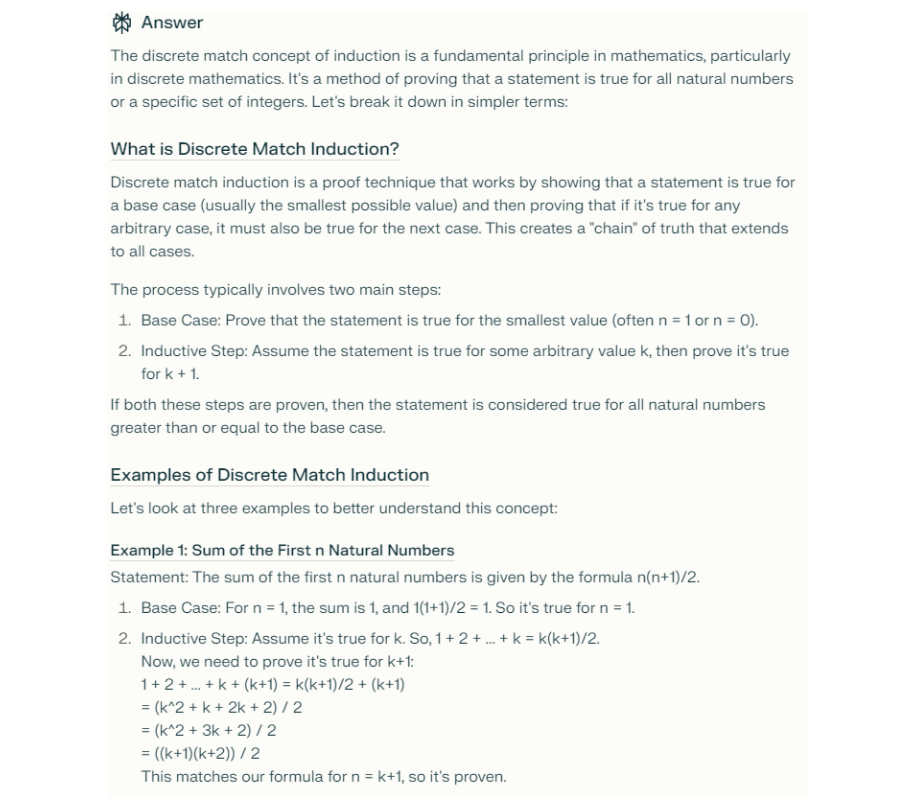 Answer
The discrete match concept of induction is a fundamental principle in mathematics, particularly
in discrete mathematics. It's a method of proving that a statement is true for all natural numbers
or a specific set of integers. Let's break it down in simpler terms:
What is Discrete Match Induction?
Discrete match induction is a proof technique that works by showing that a statement is true for
a base case (usually the smallest possible value) and then proving that if it's true for any
arbitrary case, it must also be true for the next case. This creates a "chain" of truth that extends
to all cases.
The process typically involves two main steps:
1. Base Case: Prove that the statement is true for the smallest value (often n = 1 or n = 0).
2. Inductive Step: Assume the statement is true for some arbitrary value k, then prove it's true
for k + 1.
If both these steps are proven, then the statement is considered true for all natural numbers
greater than or equal to the base case.
Examples of Discrete Match Induction
Let's look at three examples to better understand this concept:
Example 1: Sum of the First n Natural Numbers
Statement: The sum of the first n natural numbers is given by the formula n(n+1)/2.
1. Base Case: For n = 1, the sum is 1, and 1(1+1)/2 = 1. So it's true for n = 1.
2. Inductive Step: Assume it's true for k. So, 1 + 2 + ... + k = k(k+1)/2.
Now, we need to prove it's true for k+1:
1 + 2 + ... + k + (k+1) = k(k+1)/2 + (k+1)
= (k^2 + k + 2k + 2) / 2
= (k^2 + 3k + 2) / 2
= ((k+1)(k+2)) / 2
This matches our formula for n = k+1, so it's proven.